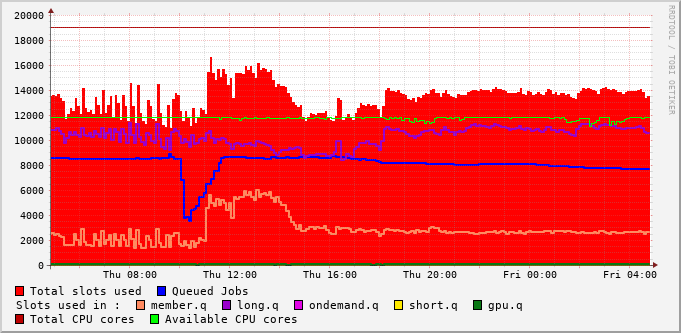 20000
18000
16000
14000
12000
10000
8000
6000
4000
2000
0
Thu 08:00 Thu 12:00 Thu 16:00 Thu 20:00 Fri 00:00 Fri 04:00
Total slots used Queued Jobs
Slots used in : member.q long.q ondemand.q short.q gpu.q
Total CPU cores Available CPU cores
RRDTOOL / TOBI OETIKER